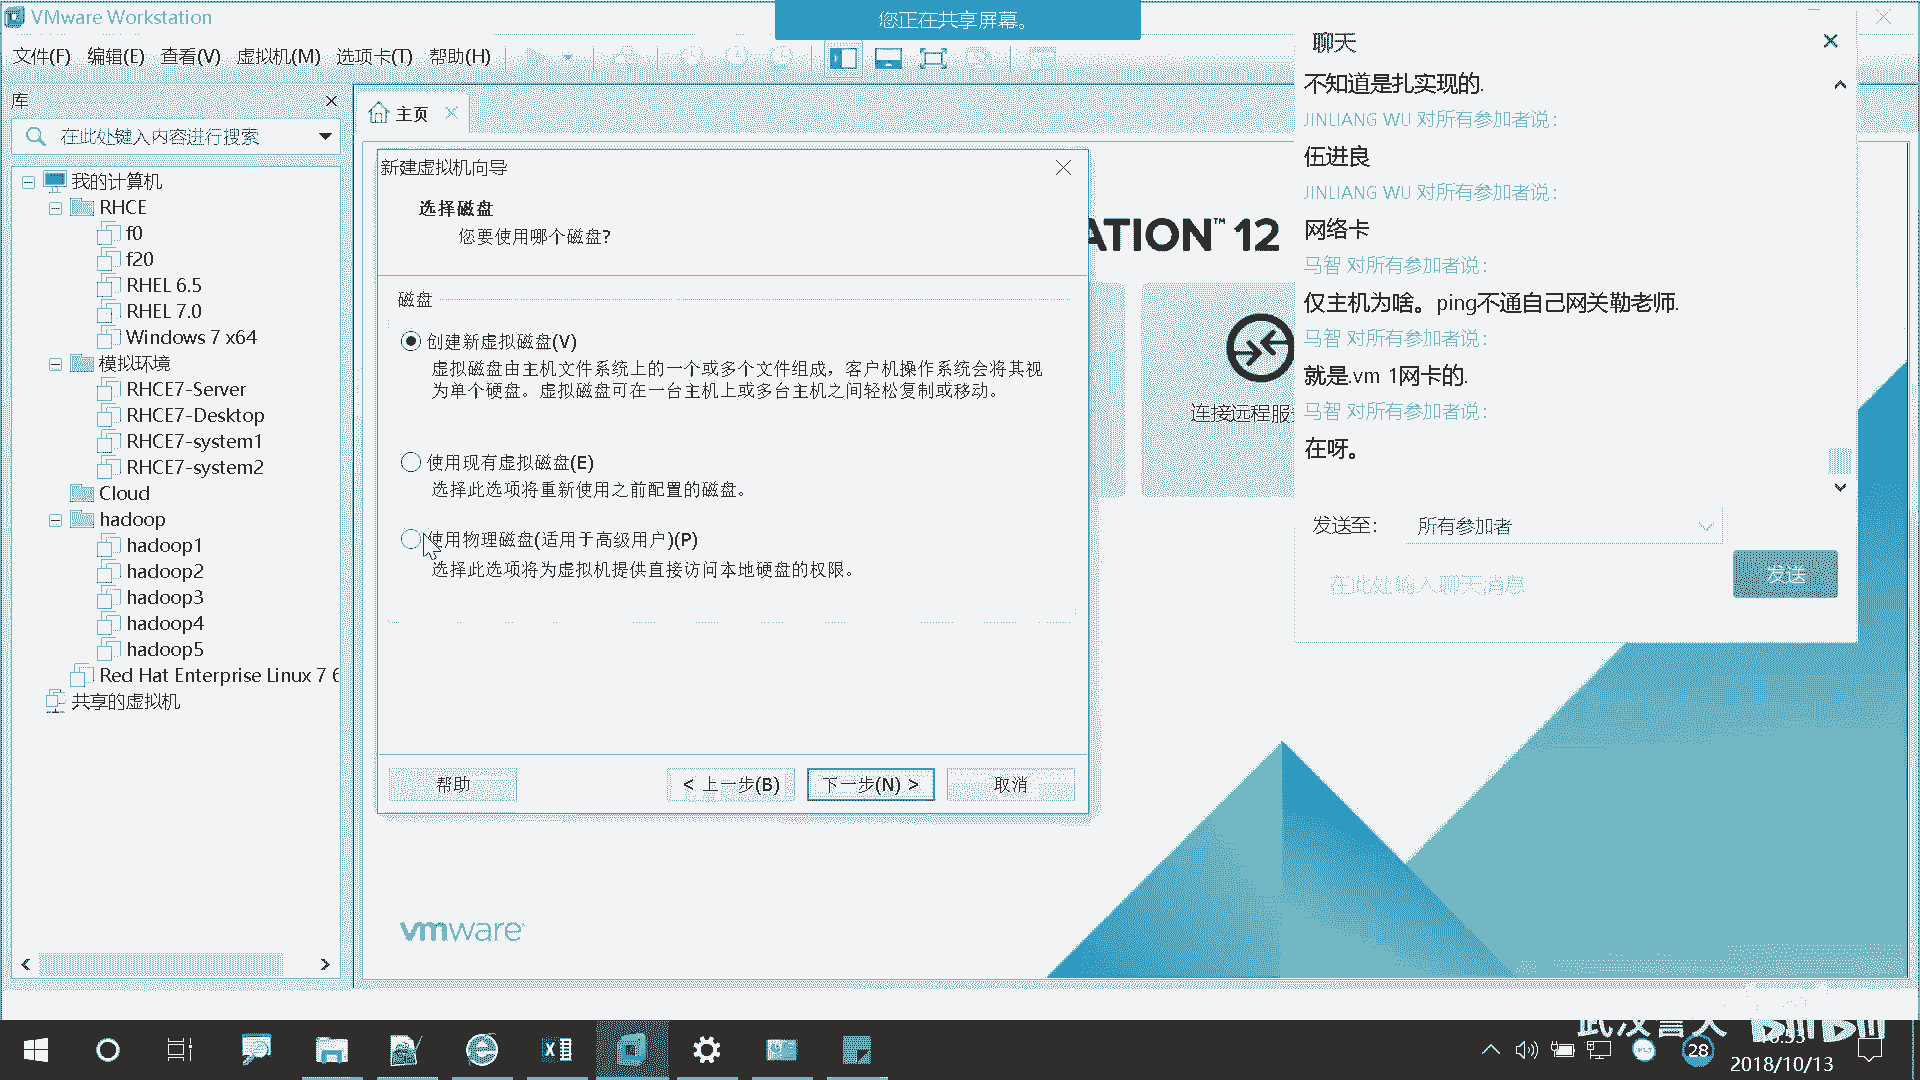 VMware Workstation
您正在共享屏幕。
文件(F) 编辑(E) 查看(V) 虚拟机(M) 选项卡(T) 帮助(H)
库
在此处键入内容进行搜索
我的计算机
RHCE
f0
f20
RHEL 6.5
RHEL 7.0
Windows 7 x64
模拟环境
RHCE7-Server
RHCE7-Desktop
RHCE7-system1
RHCE7-system2
Cloud
hadoop
hadoop1
hadoop2
hadoop3
hadoop4
hadoop5
Red Hat Enterprise Linux 7 6
共享的虚拟机
主页
ATION™ 12
连接远程服
新建虚拟机向导
选择磁盘
您要使用哪个磁盘?
磁盘
创建新虚拟磁盘(V)
虚拟磁盘由主机文件系统上的一个或多个文件组成，客户机操作系统会将其视
为单个硬盘。虚拟磁盘可在一台主机上或多台主机之间轻松复制或移动。
使用现有虚拟磁盘(E)
选择此选项将重新使用之前配置的磁盘。
使用物理磁盘(适用于高级用户)(P)
选择此选项将为虚拟机提供直接访问本地硬盘的权限。
帮助
< 上一步(B)
下一步(N) >
取消
vmware
聊天
不知道是扎实现的.
JINLIANG WU 对所有参加者说：
伍进良
JINLIANG WU 对所有参加者说：
网络卡
马智 对所有参加者说：
仅主机为啥。ping不通自己网关勒老师.
马智 对所有参加者说：
就是.vm 1网卡的.
马智 对所有参加者说：
在呀。
发送至：
所有参加者
在此处输入聊天消息
发送
28
2018/10/13